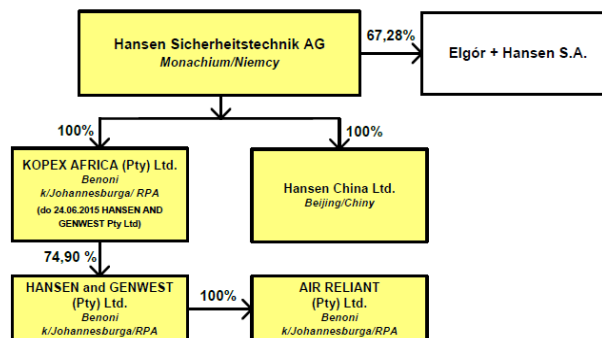 Hansen Sicherheitstechnik AG
Monachium/Niemcy
67,28%
Elgór + Hansen S.A.
100%
100%
KOPEX AFRICA (Pty) Ltd.
Benoni
k/Johannesburga/ RPA
(do 24.06.2015 HANSEN AND
GENWEST Pty Ltd)
Hansen China Ltd.
Beijing/Chiny
74,90 %
HANSEN and GENWEST
(Pty) Ltd.
Benoni
k/Johannesburga/RPA
100%
AIR RELIANT
(Pty) Ltd.
Benoni
k/Johannesburga/RPA